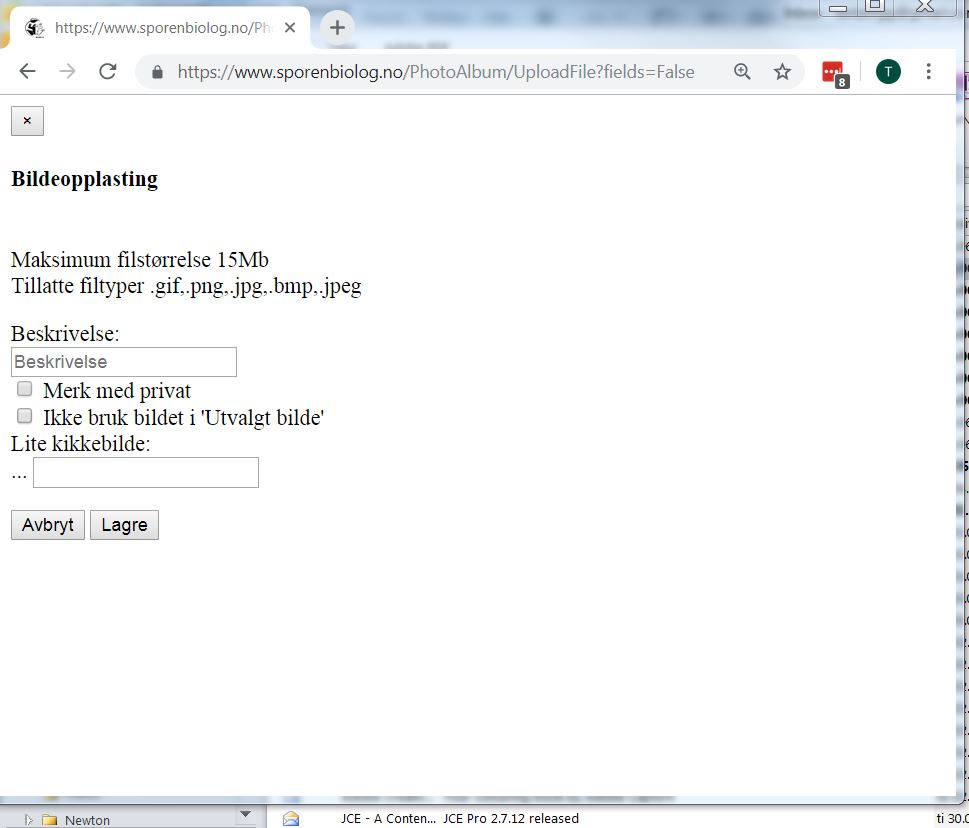 https://www.sporenbiolog.no/Ph
https://www.sporenbiolog.no/PhotoAlbum/UploadFile?fields=False
8
T
×
Bildeopplasting
Maksimum filstørrelse 15Mb
Tillatte filtyper .gif,.png,.jpg,.bmp,.jpeg
Beskrivelse:
Beskrivelse
Merk med privat
Ikke bruk bildet i 'Utvalgt bilde'
Lite kikkebilde:
...
Avbryt Lagre
Newton
JCE - A Conten... JCE Pro 2.7.12 released
ti 30.0